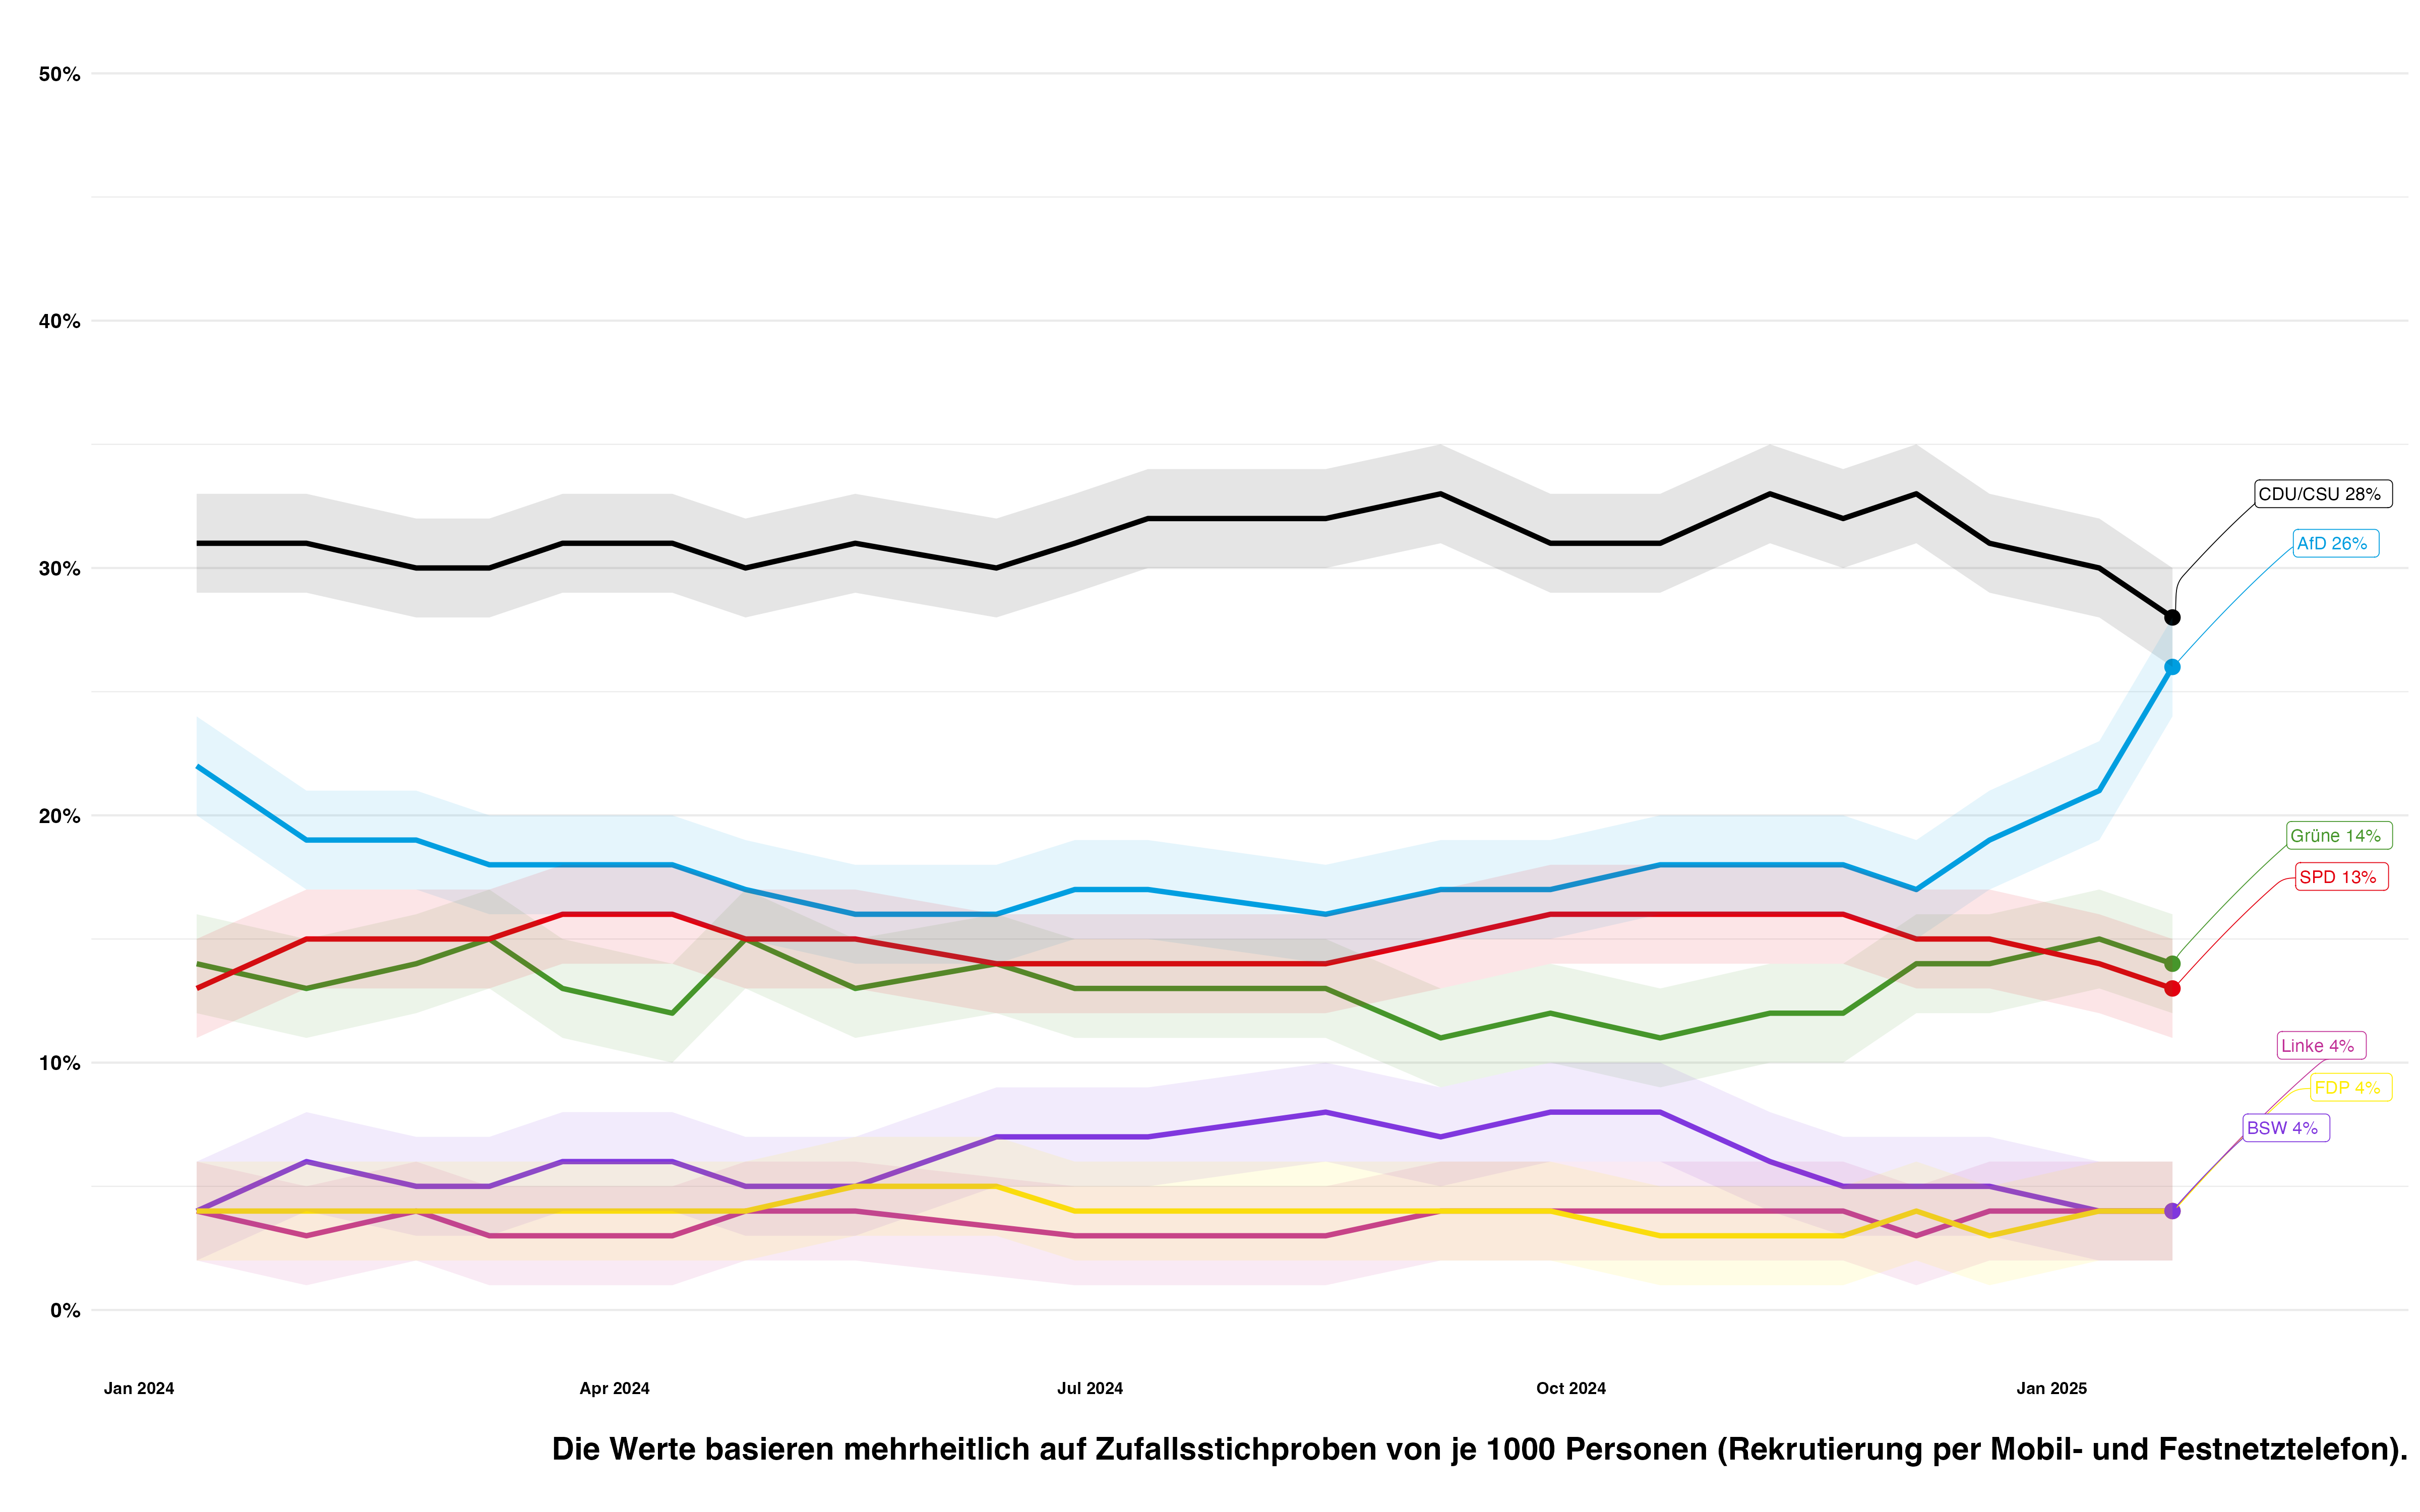 50%
40%
30%
20%
10%
0%
CDU/CSU 28%
AfD 26%
Grüne 14%
SPD 13%
Linke 4%
FDP 4%
BSW 4%
Jan 2024 Apr 2024 Jul 2024 Oct 2024 Jan 2025
Die Werte basieren mehrheitlich auf Zufallsstichproben von je 1000 Personen (Rekrutierung per Mobil- und Festnetztelefon).